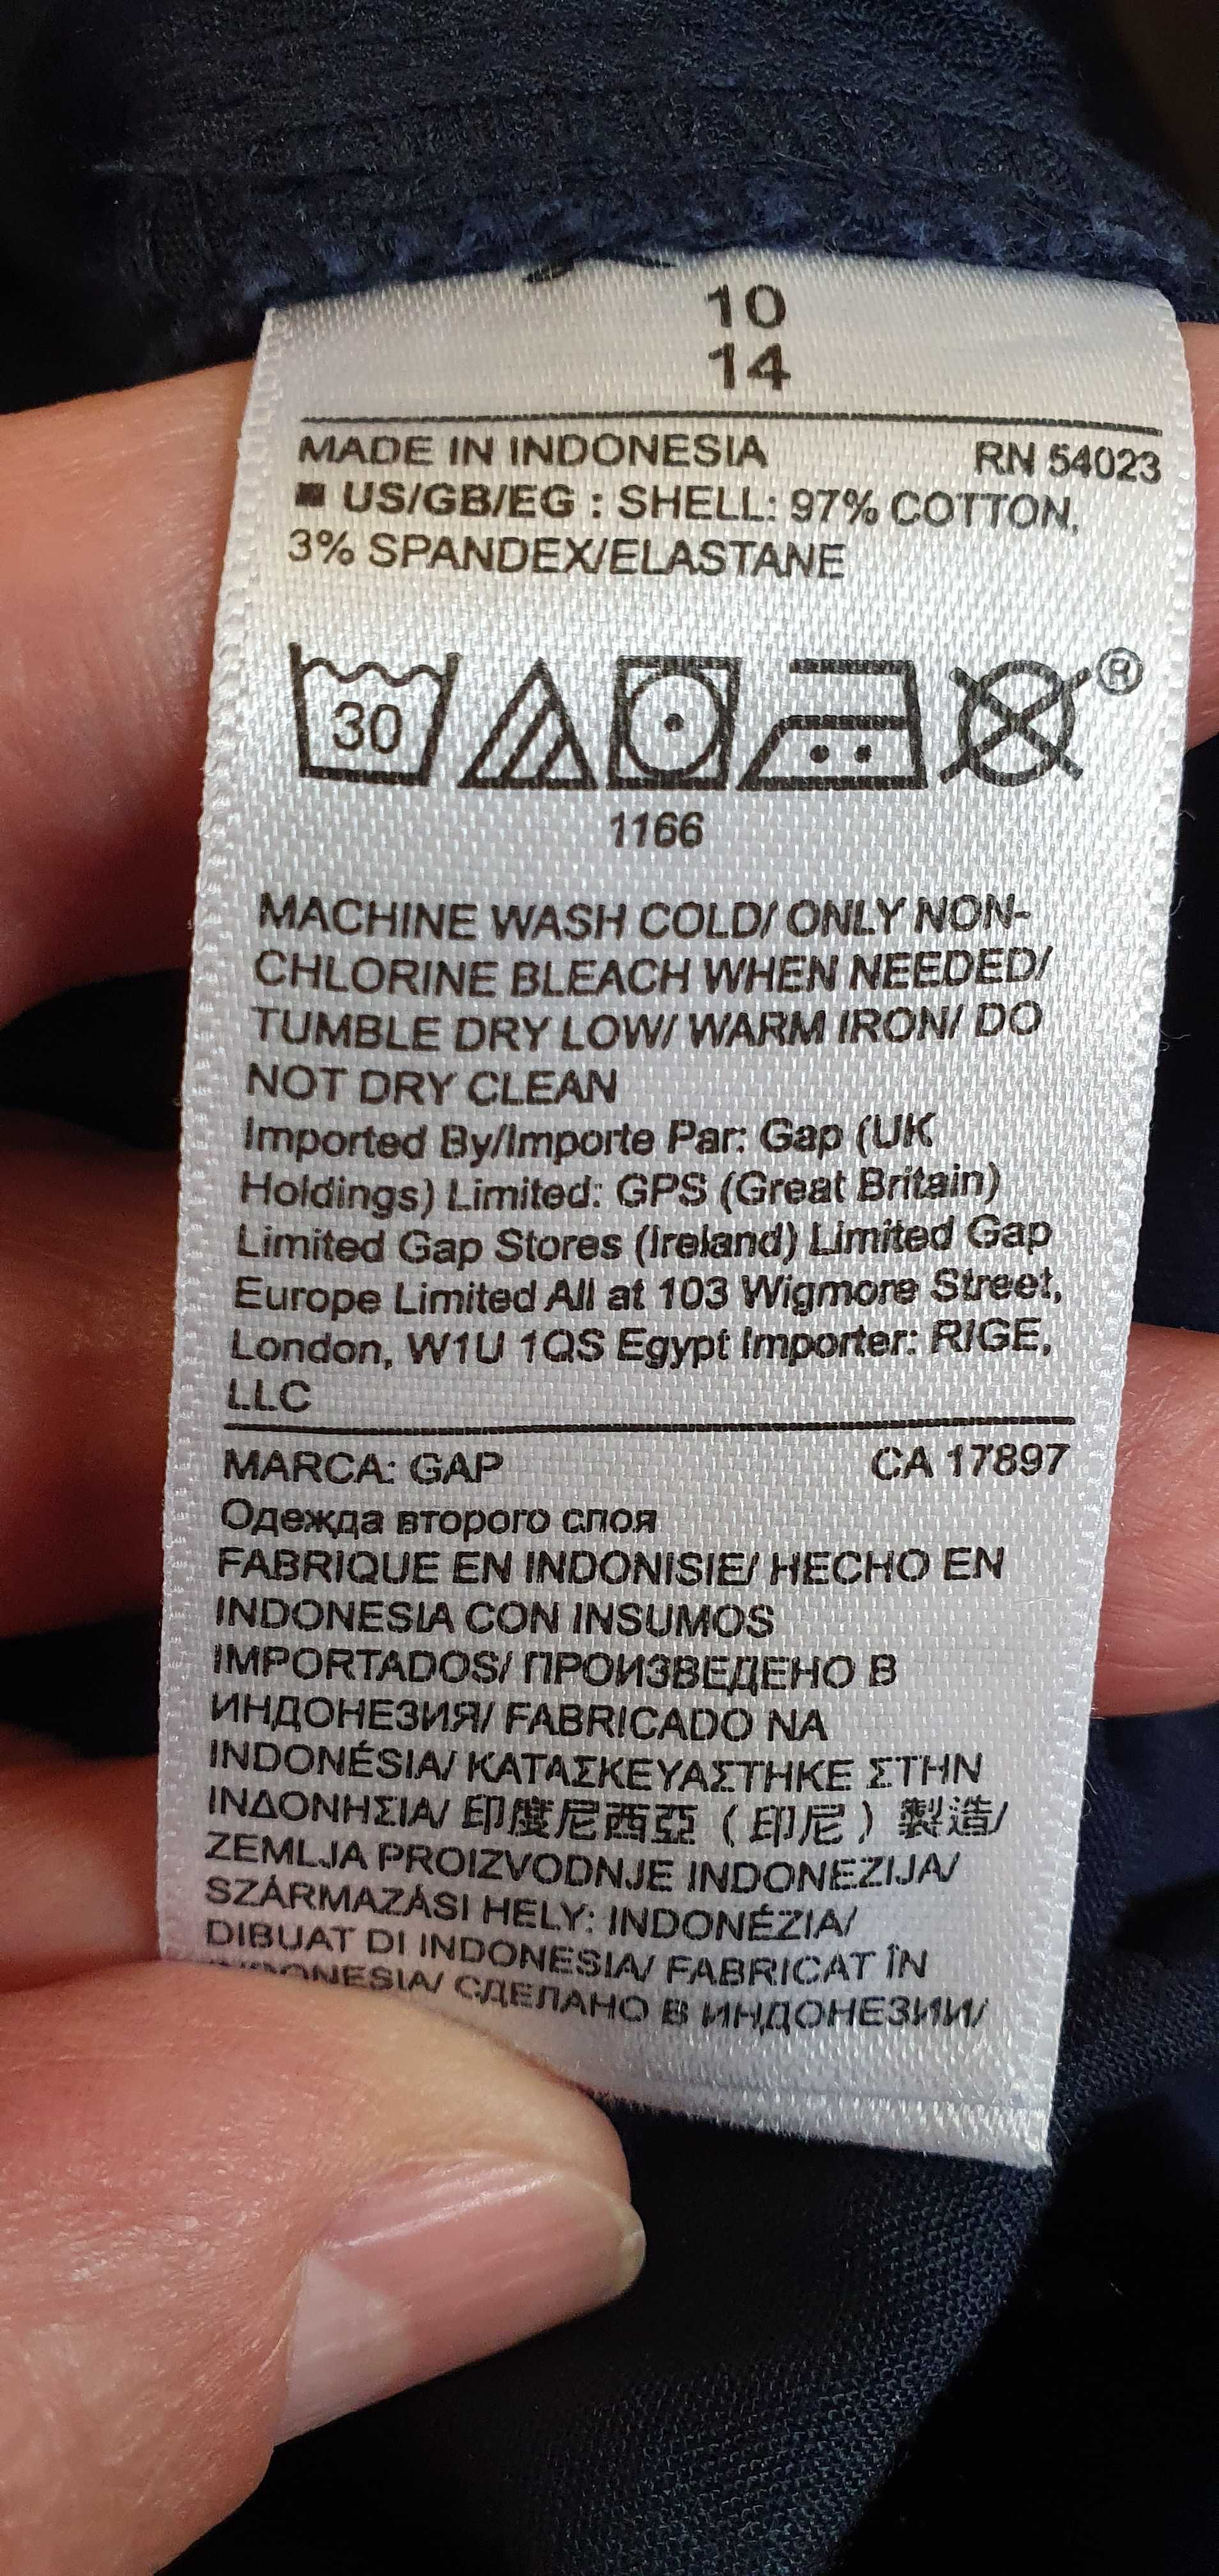 10
14
MADE IN INDONESIA RN 54023
US/GB/EG : SHELL: 97% COTTON,
3% SPANDEX/ELASTANE
30
®
1166
MACHINE WASH COLD/ ONLY NON-
CHLORINE BLEACH WHEN NEEDED/
TUMBLE DRY LOW/ WARM IRON/ DO
NOT DRY CLEAN
Imported By/Importe Par: Gap (UK
Holdings) Limited: GPS (Great Britain)
Limited Gap Stores (Ireland) Limited Gap
Europe Limited All at 103 Wigmore Street,
London, W1U 1QS Egypt Importer: RIGE,
LLC
MARCA: GAP CA 17897
Одежда второго слоя
FABRIQUE EN INDONISIE/ HECHO EN
INDONESIA CON INSUMOS
IMPORTADOS/ ПРОИЗВЕДЕНО В
ИНДОНЕЗИЯ/ FABRICADO NA
INDONÉSIA/ ΚΑΤΑΣΚΕΥΑΣΤΗΚΕ ΣΤΗΝ
ΙΝΔΟΝΗΣΙΑ/ 印度尼西亞（印尼）製造/
ZEMLJA PROIZVODNJE INDONEZIJA/
SZÁRMAZÁSI HELY: INDONÉZIA/
DIBUAT DI INDONESIA/ FABRICAT ÎN
INDONESIA/ СДЕЛАНО В ИНДОНЕЗИИ/